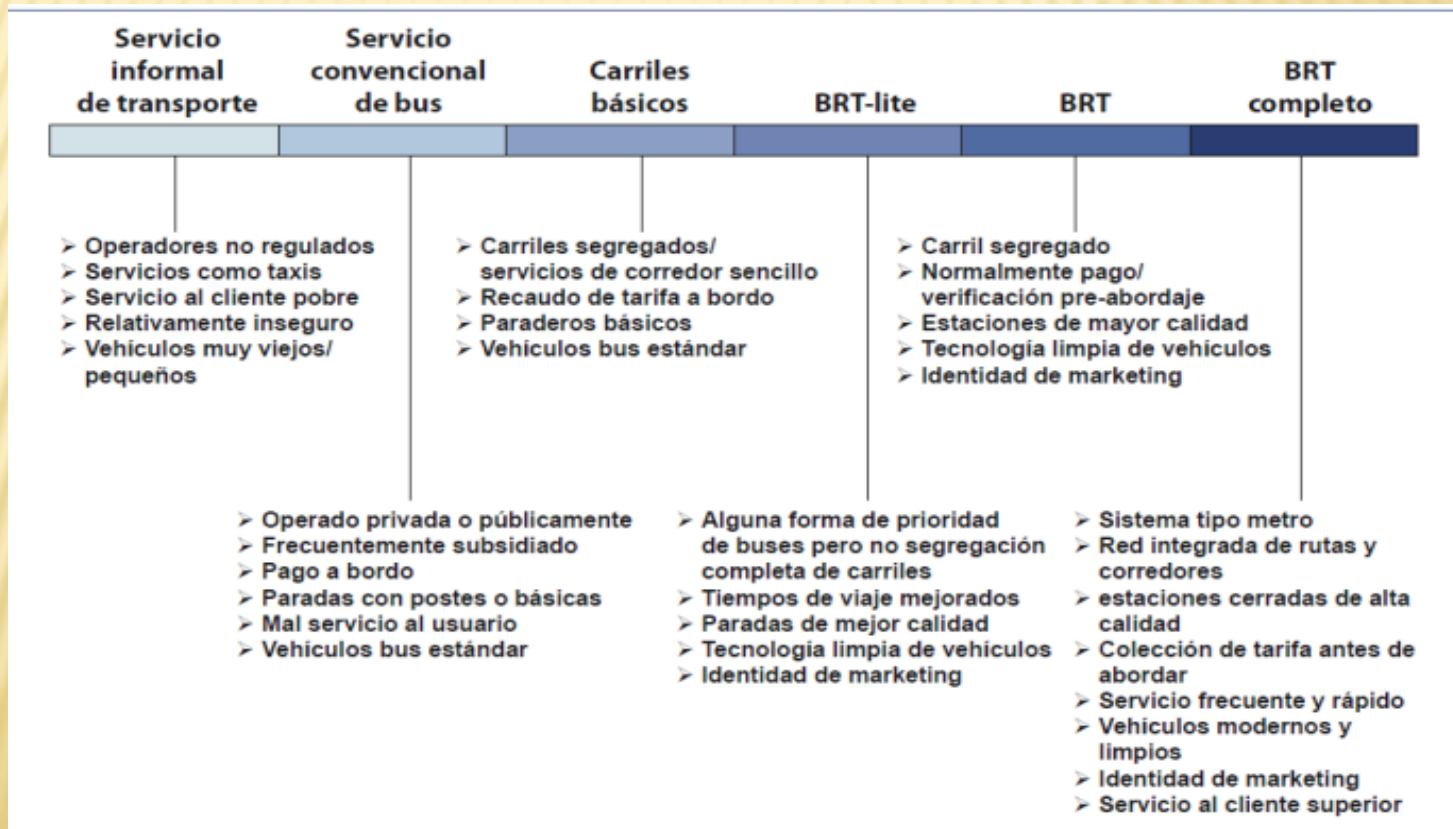 Servicio
informal
de transporte
Servicio
convencional
de bus
Carriles
básicos
BRT-lite
BRT
BRT
completo
➢ Operadores no regulados
➢ Servicios como taxis
➢ Servicio al cliente pobre
➢ Relativamente inseguro
➢ Vehículos muy viejos/
pequeños
➢ Carriles segregados/
servicios de corredor sencillo
➢ Recaudo de tarifa a bordo
➢ Paraderos básicos
➢ Vehículos bus estándar
➢ Carril segregado
➢ Normalmente pago/
verificación pre-abordaje
➢ Estaciones de mayor calidad
➢ Tecnología limpia de vehículos
➢ Identidad de marketing
➢ Operado privada o públicamente
➢ Frecuentemente subsidiado
➢ Pago a bordo
➢ Paradas con postes o básicas
➢ Mal servicio al usuario
➢ Vehículos bus estándar
➢ Alguna forma de prioridad
de buses pero no segregación
completa de carriles
➢ Tiempos de viaje mejorados
➢ Paradas de mejor calidad
➢ Tecnología limpia de vehículos
➢ Identidad de marketing
➢ Sistema tipo metro
➢ Red integrada de rutas y
corredores
➢ estaciones cerradas de alta
calidad
➢ Colección de tarifa antes de
abordar
➢ Servicio frecuente y rápido
➢ Vehículos modernos y
limpios
➢ Identidad de marketing
➢ Servicio al cliente superior